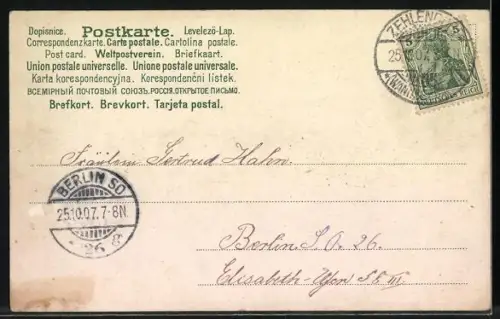 Dopisnice. Postkarte. Levelező-Lap.
Correspondenzkarte. Carte postale. Cartolina postale.
Post card. Weltpostverein. Briefkaart.
Union postale universelle. Unione postale universale.
Karta korespondencyjna. Korespondenční lístek.
ВСЕМІРНЫЙ ПОЧТОВЫЙ СОЮЗЪ. РОССІЯ. ОТКРЫТОЕ ПИСЬМО.
Brefkort. Brevkort. Tarjeta postal.
Fräulein Gertrud Hahn
BERLIN SO
25.10.07. 7-8N.
26 g
Berlin S.O. 26.
Elisabeth-Ufer 58 III